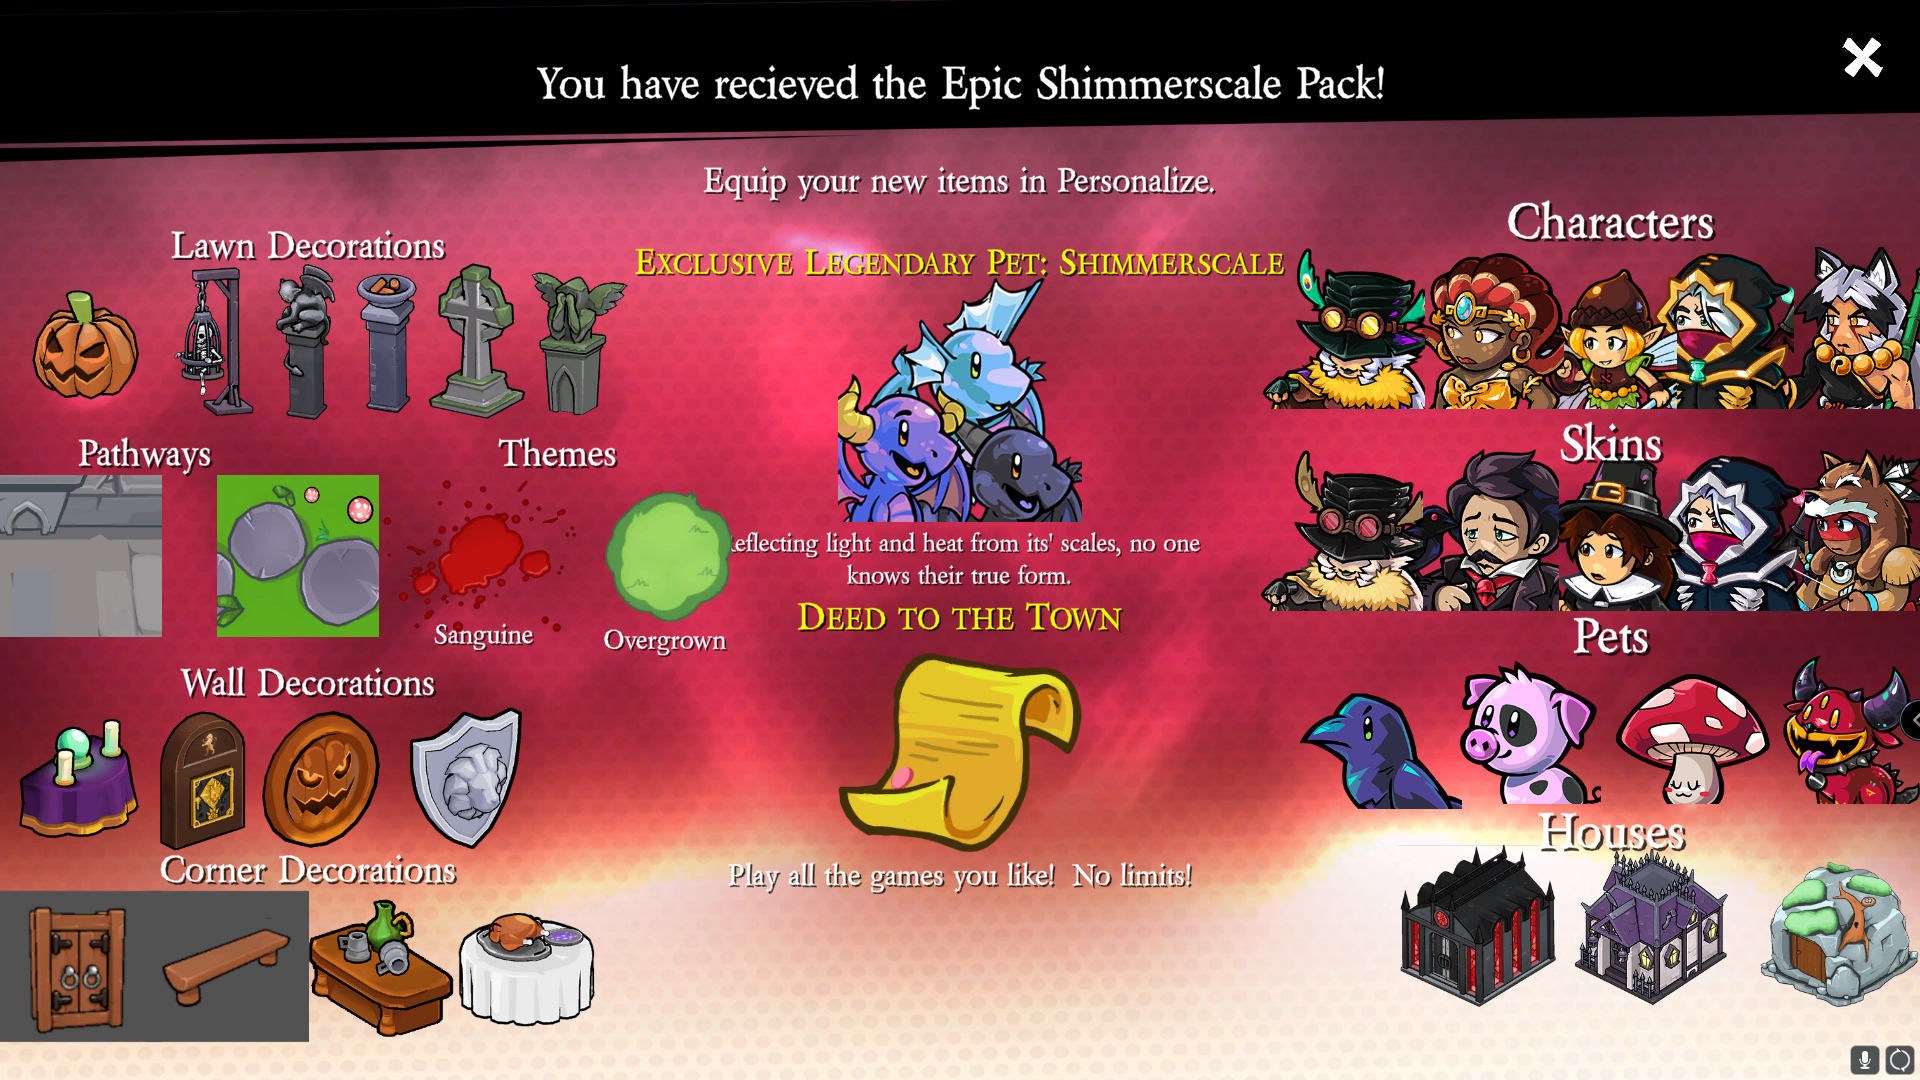 You have recieved the Epic Shimmerscale Pack!
Equip your new items in Personalize.
Lawn Decorations
Pathways
Themes
Sanguine
Overgrown
Wall Decorations
Corner Decorations
Exclusive Legendary Pet: Shimmerscale
eflecting light and heat from its' scales, no one
knows their true form.
Deed to the Town
Play all the games you like! No limits!
Characters
Skins
Pets
Houses